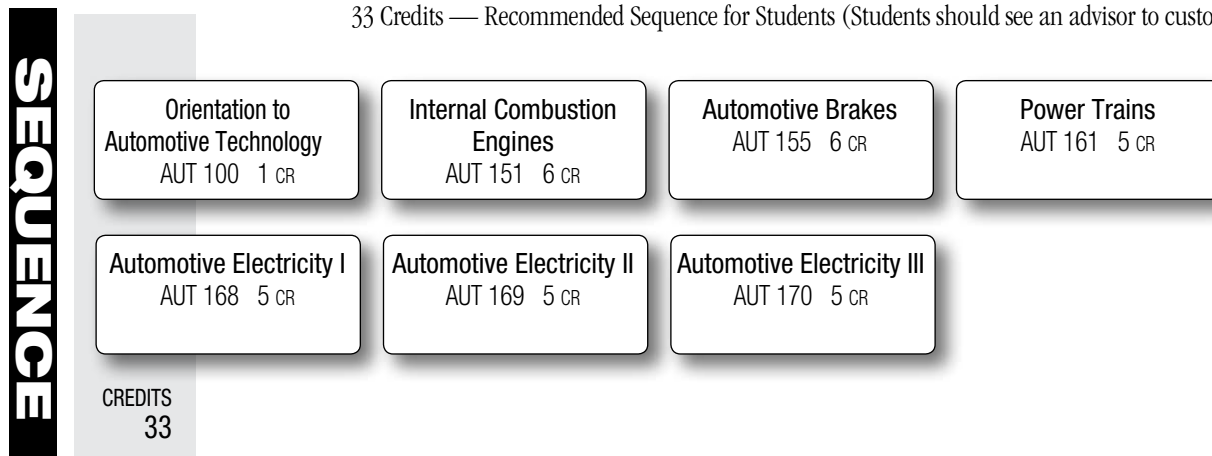 33 Credits — Recommended Sequence for Students (Students should see an advisor to custo
SEQUENCE
Orientation to
Automotive Technology
AUT 100 1 CR
Internal Combustion
Engines
AUT 151 6 CR
Automotive Brakes
AUT 155 6 CR
Power Trains
AUT 161 5 CR
Automotive Electricity I
AUT 168 5 CR
Automotive Electricity II
AUT 169 5 CR
Automotive Electricity III
AUT 170 5 CR
CREDITS
33